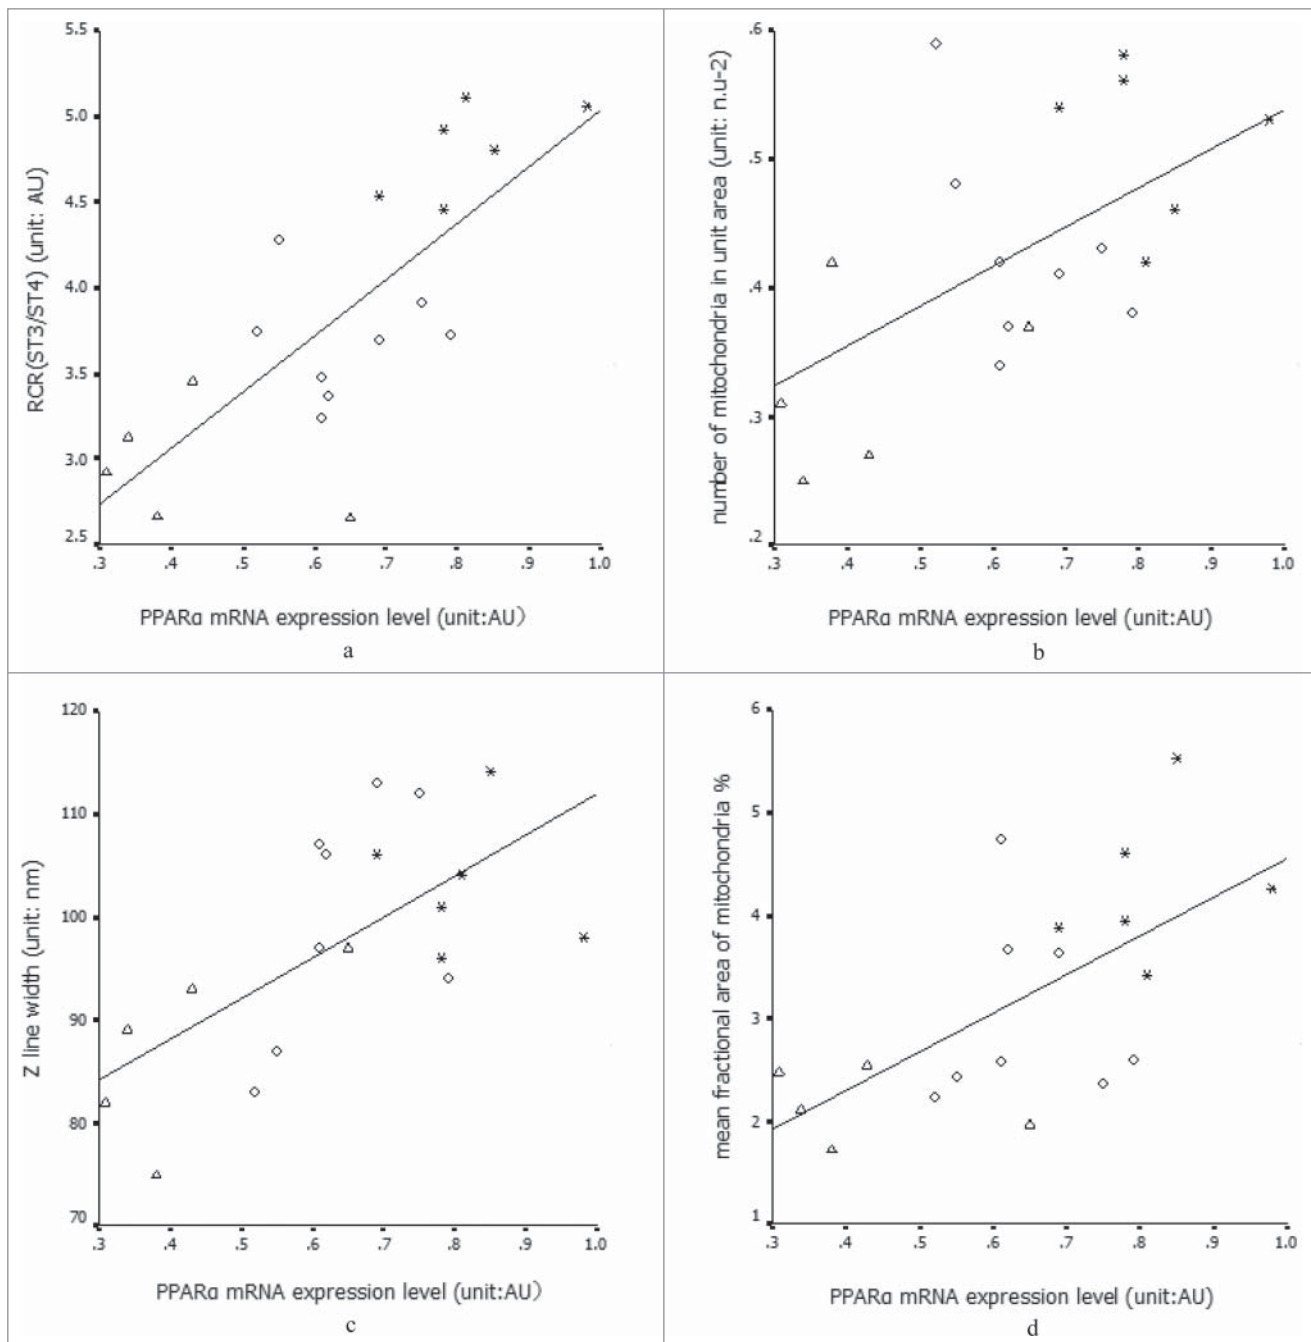 RCR(ST3/ST4) (unit: AU)
5.5
5.0
4.5
4.0
3.5
3.0
2.5
.3 .4 .5 .6 .7 .8 .9 1.0
PPARɑ mRNA expression level (unit:AU)
a
number of mitochondria in unit area (unit: n.u-2)
.6
.5
.4
.3
.2
.3 .4 .5 .6 .7 .8 .9 1.0
PPARɑ mRNA expression level (unit:AU)
b
Z line width (unit: nm)
120
110
100
90
80
70
.3 .4 .5 .6 .7 .8 .9 1.0
PPARɑ mRNA expression level (unit:AU)
c
mean fractional area of mitochondria %
6
5
4
3
2
1
.3 .4 .5 .6 .7 .8 .9 1.0
PPARɑ mRNA expression level (unit:AU)
d